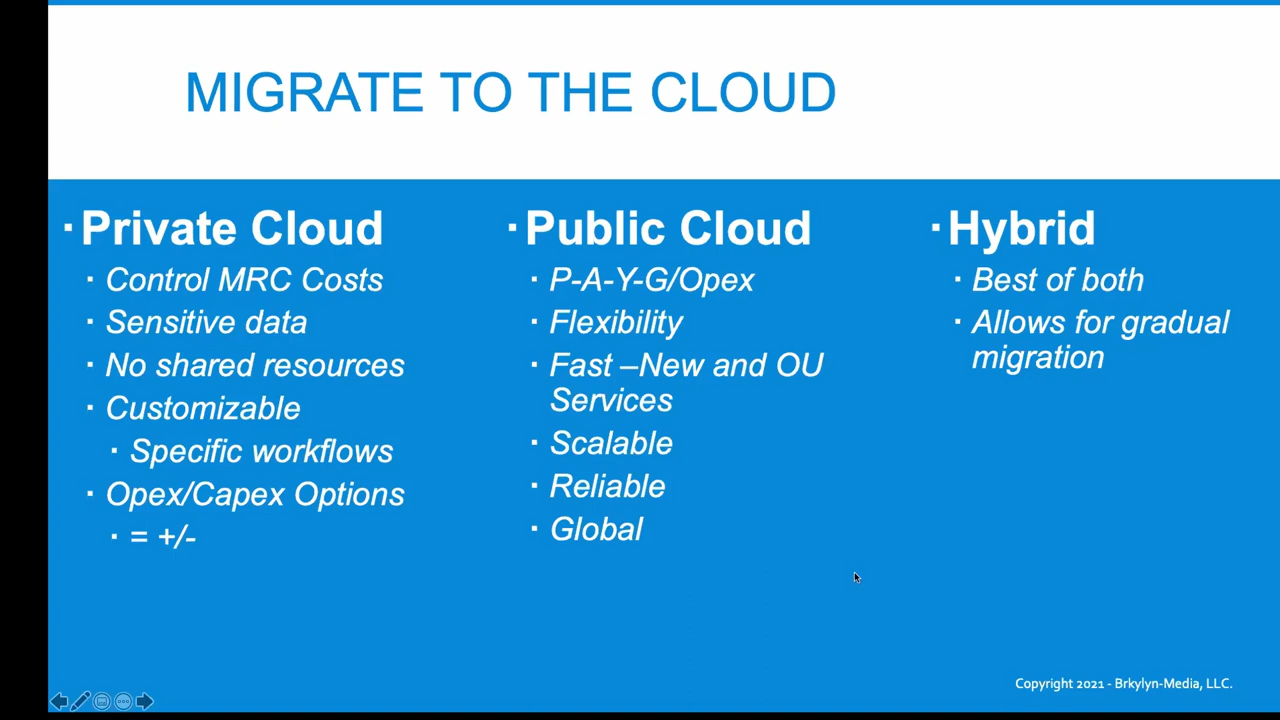 MIGRATE TO THE CLOUD
▪ Private Cloud
▪ Control MRC Costs
▪ Sensitive data
▪ No shared resources
▪ Customizable
▪ Specific workflows
▪ Opex/Capex Options
▪ = +/-
▪ Public Cloud
▪ P-A-Y-G/Opex
▪ Flexibility
▪ Fast –New and OU
Services
▪ Scalable
▪ Reliable
▪ Global
▪ Hybrid
▪ Best of both
▪ Allows for gradual
migration
Copyright 2021 - Brkylyn-Media, LLC.